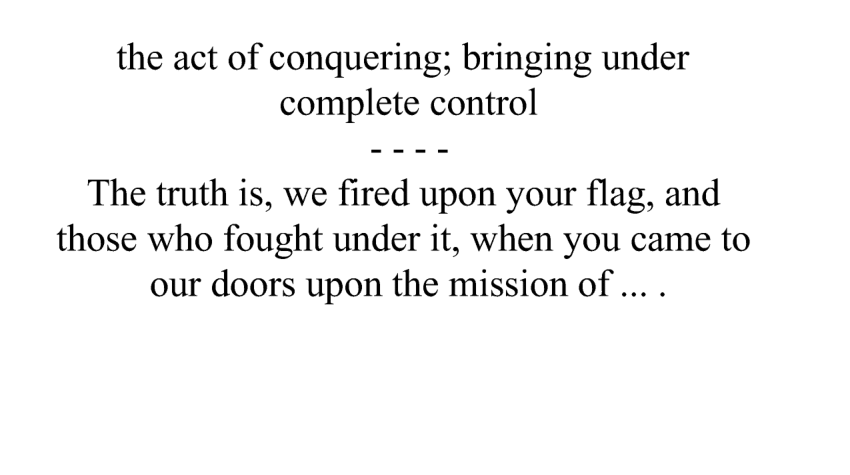 the act of conquering; bringing under
complete control
- - - -
The truth is, we fired upon your flag, and
those who fought under it, when you came to
our doors upon the mission of ... .